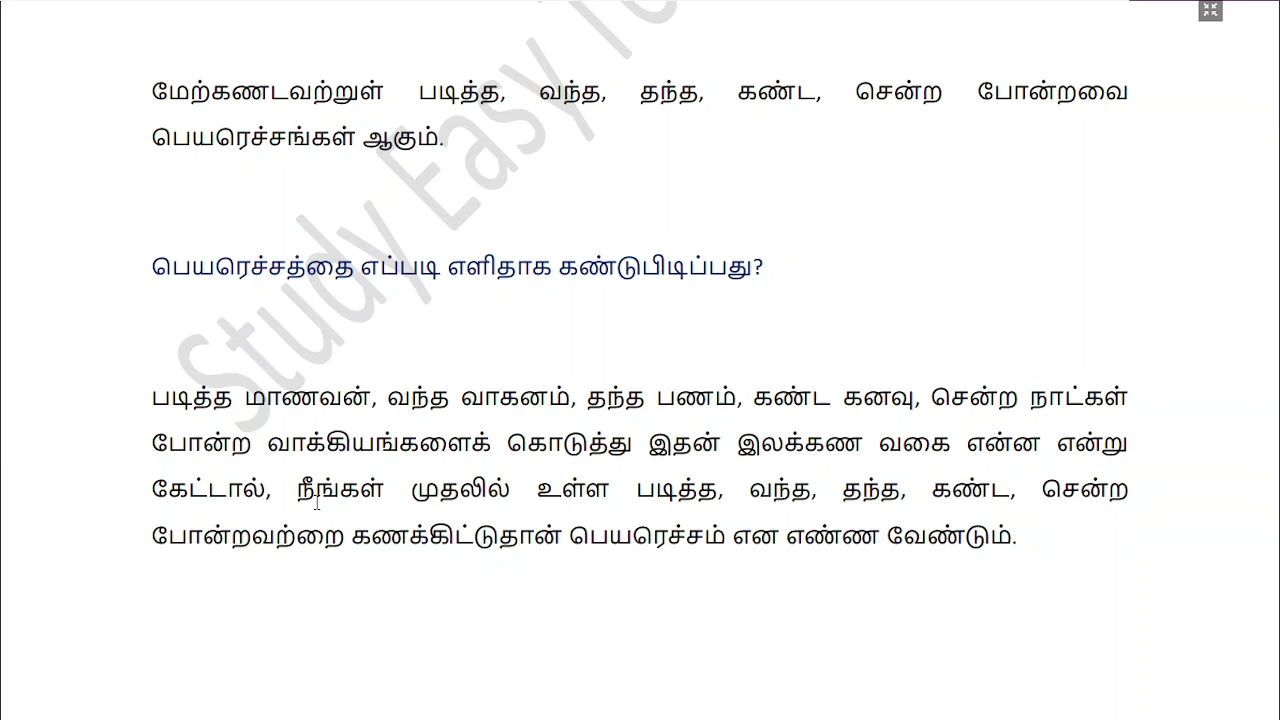 மேற்கணடவற்றுள் படித்த, வந்த, தந்த, கண்ட, சென்ற போன்றவை
பெயரெச்சங்கள் ஆகும்.
பெயரெச்சத்தை எப்படி எளிதாக கண்டுபிடிப்பது?
படித்த மாணவன், வந்த வாகனம், தந்த பணம், கண்ட கனவு, சென்ற நாட்கள்
போன்ற வாக்கியங்களைக் கொடுத்து இதன் இலக்கண வகை என்ன என்று
கேட்டால், நீங்கள் முதலில் உள்ள படித்த, வந்த, தந்த, கண்ட, சென்ற
போன்றவற்றை கணக்கிட்டுதான் பெயரெச்சம் என எண்ண வேண்டும்.
Study Easy